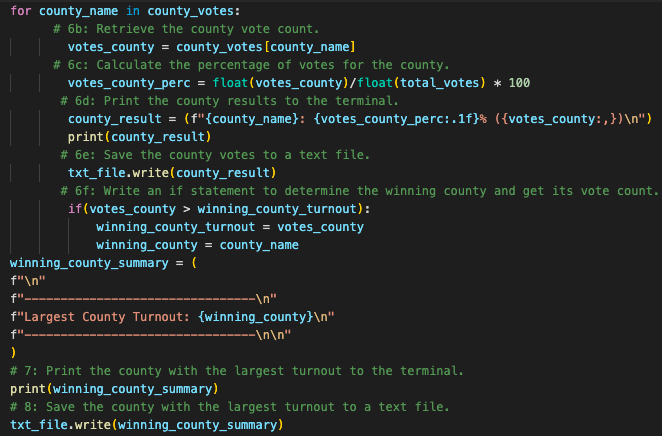 for county_name in county_votes:
# 6b: Retrieve the county vote count.
votes_county = county_votes[county_name]
# 6c: Calculate the percentage of votes for the county.
votes_county_perc = float(votes_county)/float(total_votes) * 100
# 6d: Print the county results to the terminal.
county_result = (f"{county_name}: {votes_county_perc:.1f}% ({votes_county:,})\n")
print(county_result)
# 6e: Save the county votes to a text file.
txt_file.write(county_result)
# 6f: Write an if statement to determine the winning county and get its vote count.
if(votes_county > winning_county_turnout):
winning_county_turnout = votes_county
winning_county = county_name
winning_county_summary = (
f"\n"
f"--------------------------------\n"
f"Largest County Turnout: {winning_county}\n"
f"--------------------------------\n\n"
)
# 7: Print the county with the largest turnout to the terminal.
print(winning_county_summary)
# 8: Save the county with the largest turnout to a text file.
txt_file.write(winning_county_summary)